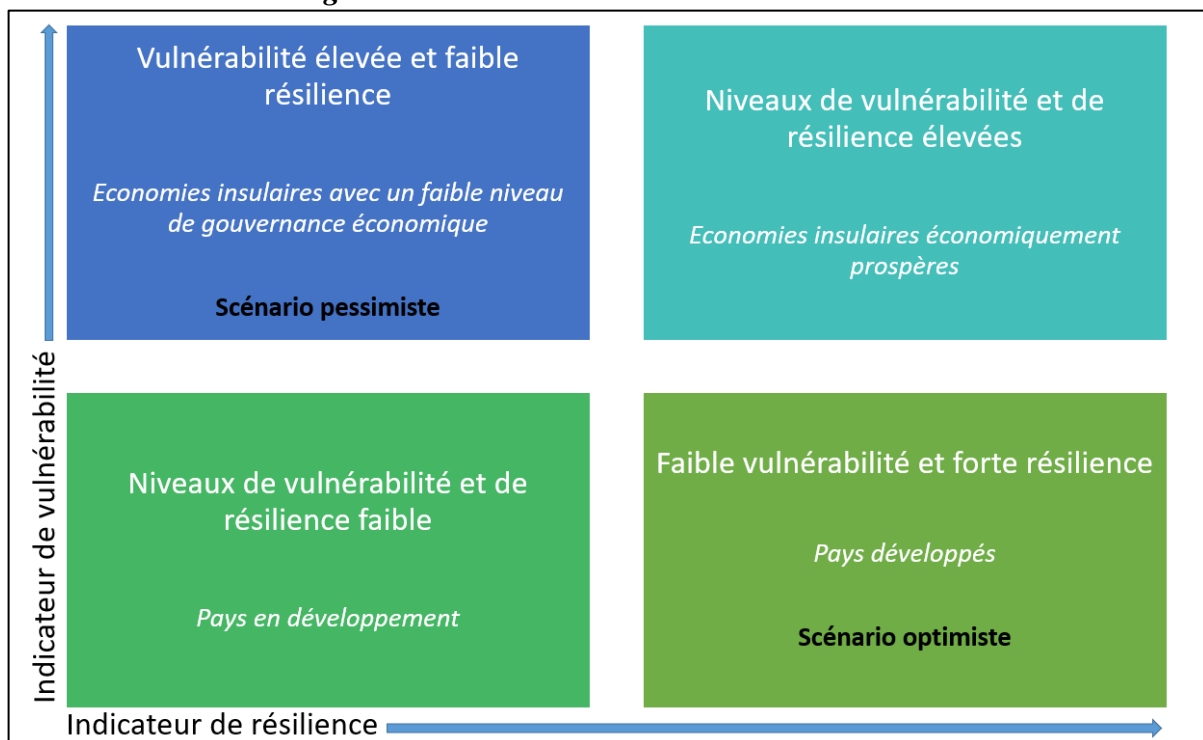 Vulnérabilité élevée et faible
résilience
Economies insulaires avec un faible niveau
de gouvernance économique
Scénario pessimiste
Niveaux de vulnérabilité et de
résilience élevées
Economies insulaires économiquement
prospères
Niveaux de vulnérabilité et de
résilience faible
Pays en développement
Faible vulnérabilité et forte résilience
Pays développés
Scénario optimiste
Indicateur de vulnérabilité
Indicateur de résilience